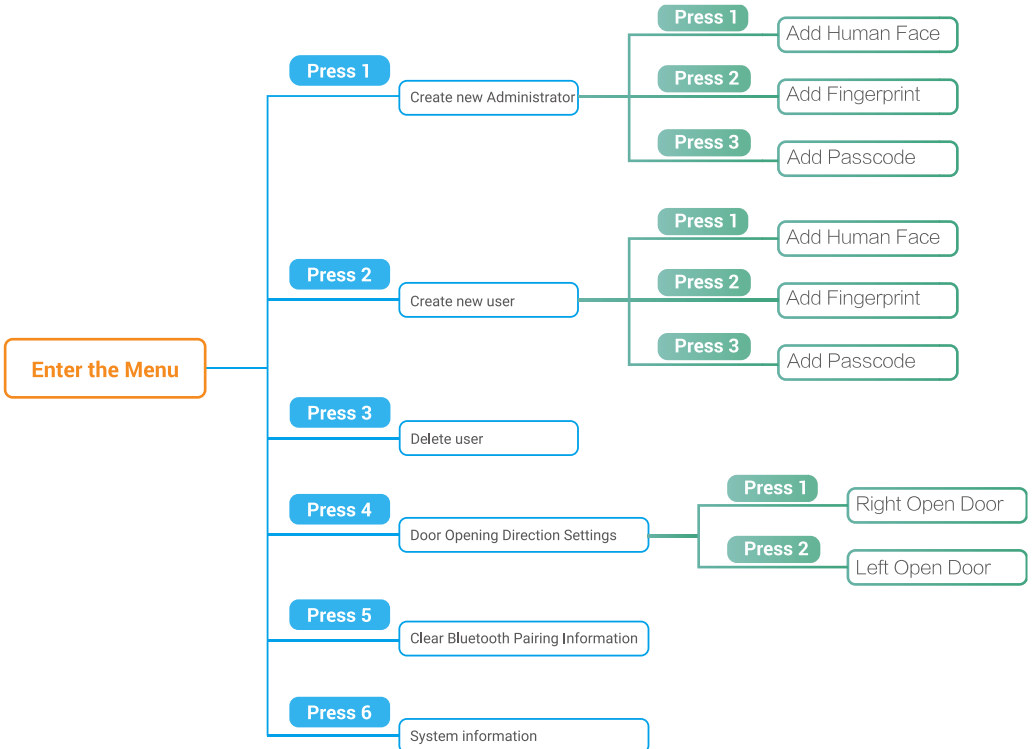 Press 1
Add Human Face
Press 1
Press 2
Create new Administrator
Add Fingerprint
Press 3
Add Passcode
Press 1
Add Human Face
Press 2
Press 2
Create new user
Add Fingerprint
Press 3
Add Passcode
Enter the Menu
Press 3
Delete user
Press 1
Right Open Door
Press 4
Door Opening Direction Settings
Press 2
Left Open Door
Press 5
Clear Bluetooth Pairing Information
Press 6
System information